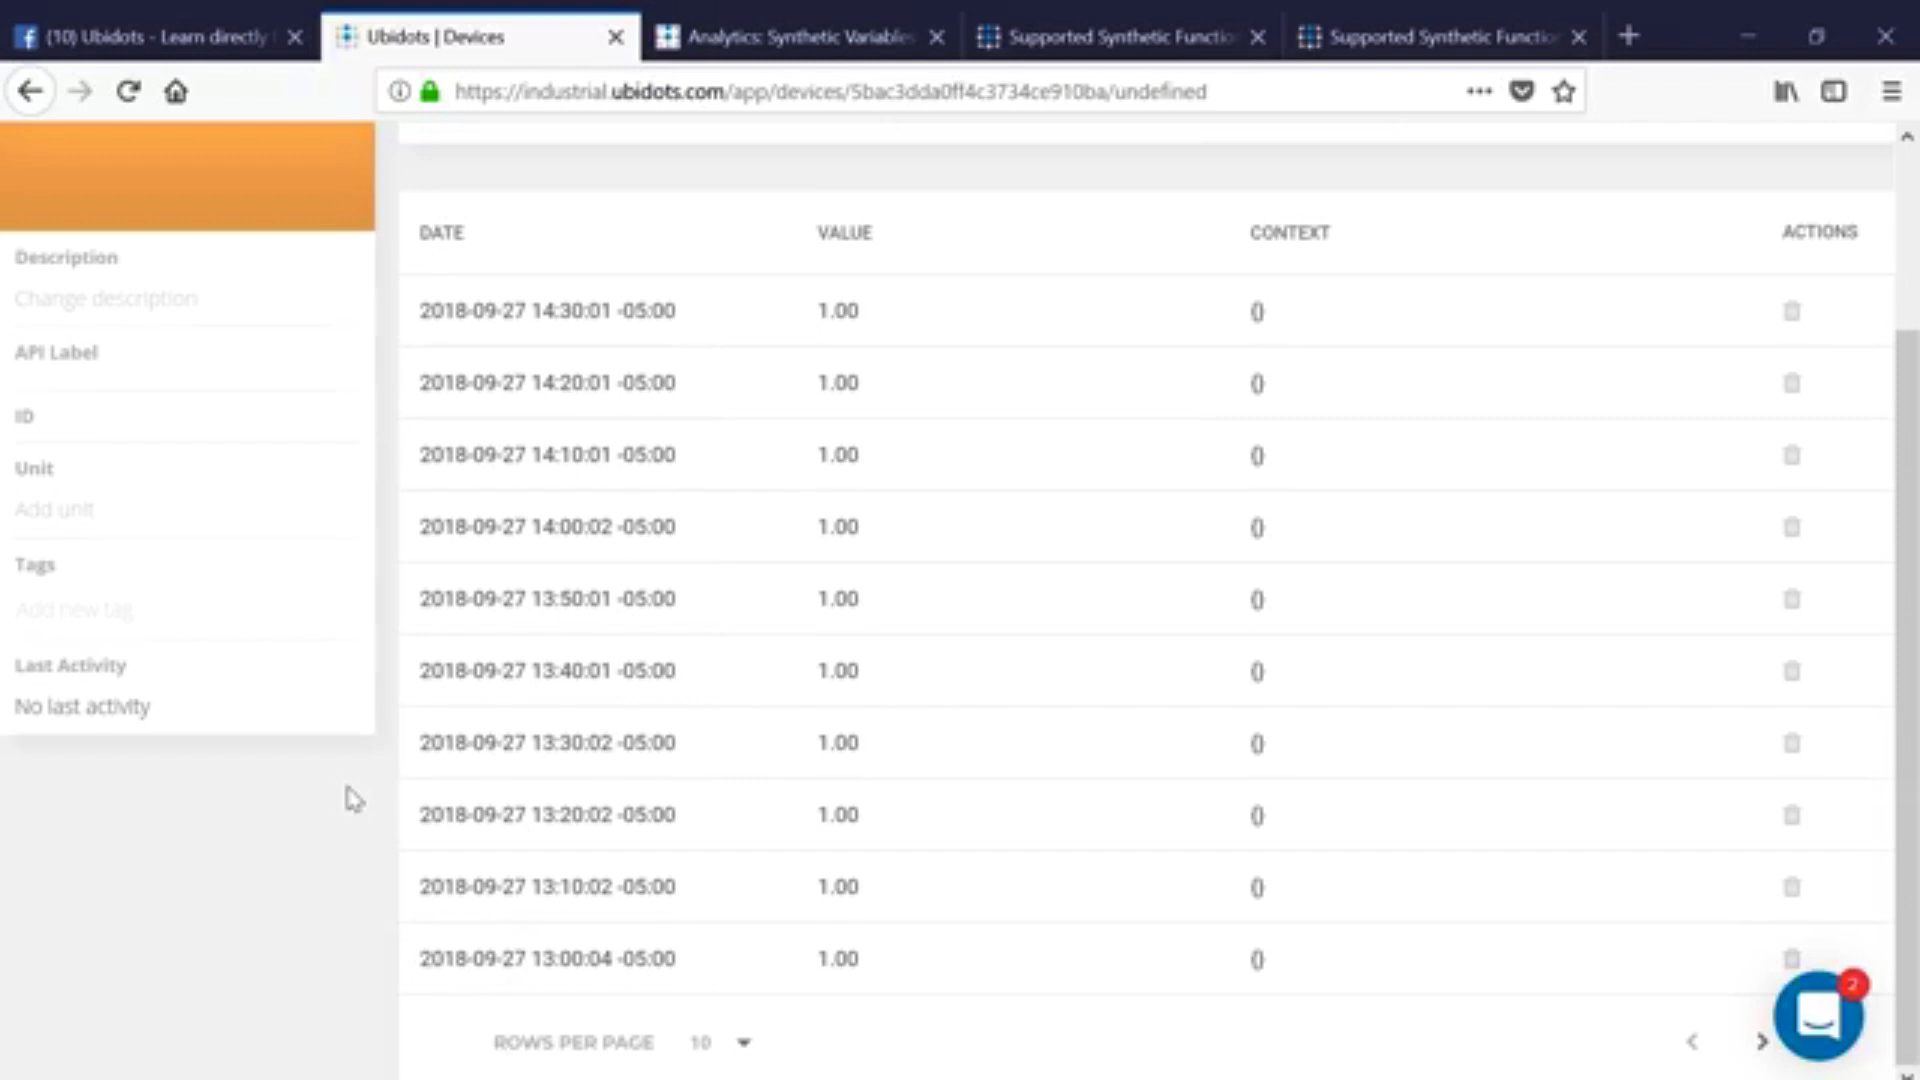 (10) Ubidots - Learn directly
Ubidots | Devices
Analytics: Synthetic Variables
Supported Synthetic Functio
Supported Synthetic Functio
https://industrial.ubidots.com/app/devices/5bac3dda0ff4c3734ce910ba/undefined
Description
Change description
API Label
ID
Unit
Add unit
Tags
Add new tag
Last Activity
No last activity
DATE VALUE CONTEXT ACTIONS
2018-09-27 14:30:01 -05:00 1.00 {}
2018-09-27 14:20:01 -05:00 1.00 {}
2018-09-27 14:10:01 -05:00 1.00 {}
2018-09-27 14:00:02 -05:00 1.00 {}
2018-09-27 13:50:01 -05:00 1.00 {}
2018-09-27 13:40:01 -05:00 1.00 {}
2018-09-27 13:30:02 -05:00 1.00 {}
2018-09-27 13:20:02 -05:00 1.00 {}
2018-09-27 13:10:02 -05:00 1.00 {}
2018-09-27 13:00:04 -05:00 1.00 {}
ROWS PER PAGE 10
2